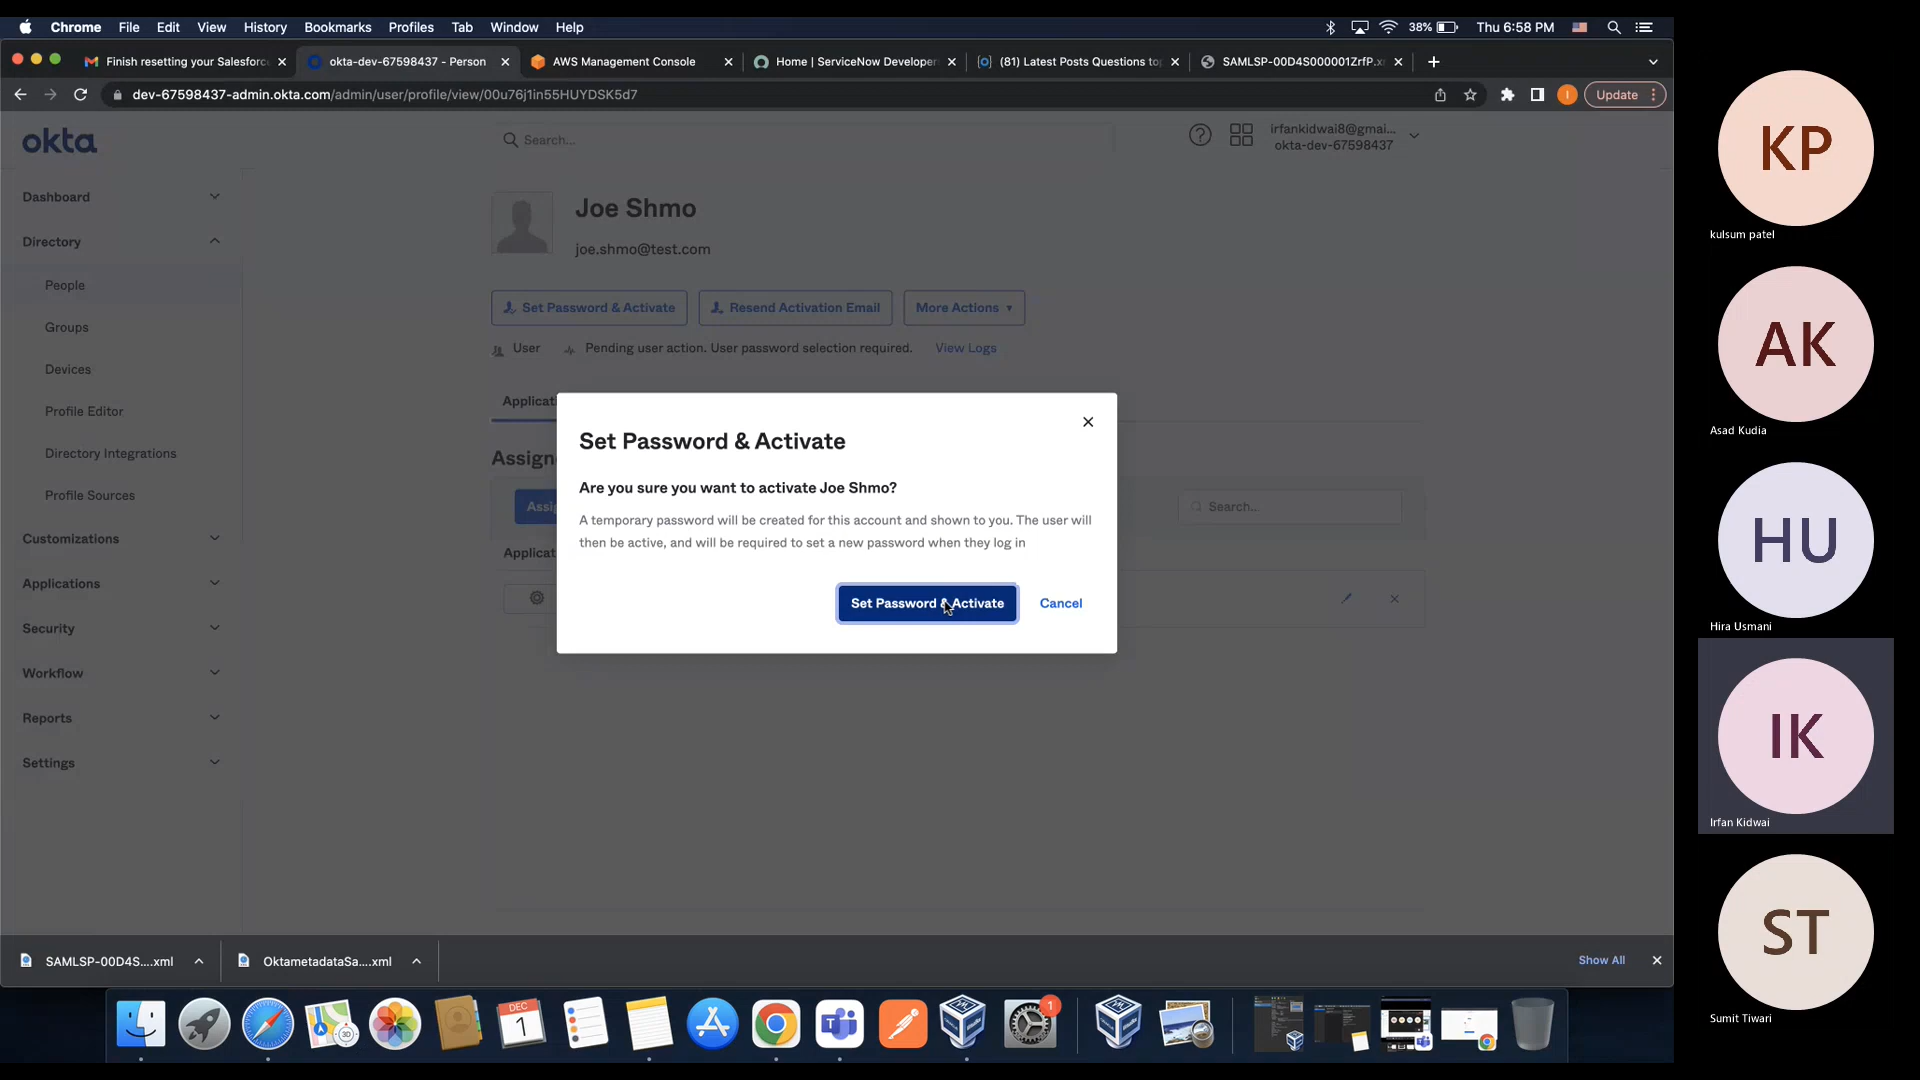 Chrome File Edit View History Bookmarks Profiles Tab Window Help 38% Thu 6:58 PM
Finish resetting your Salesforc okta-dev-67598437 - Person AWS Management Console Home | ServiceNow Developer (81) Latest Posts Questions to SAMLSP-00D4S000001ZrfP.x
dev-67598437-admin.okta.com/admin/user/profile/view/00u76j1in55HUYDSK5d7 Update
okta
Search...
irfankidwai8@gmai...
okta-dev-67598437
Dashboard
Directory
People
Groups
Devices
Profile Editor
Directory Integrations
Profile Sources
Customizations
Applications
Security
Workflow
Reports
Settings
Joe Shmo
joe.shmo@test.com
Set Password & Activate Resend Activation Email More Actions
User Pending user action. User password selection required. View Logs
Applicat
Assign
Assi
Search...
Applicat
Set Password & Activate
Are you sure you want to activate Joe Shmo?
A temporary password will be created for this account and shown to you. The user will
then be active, and will be required to set a new password when they log in
Set Password & Activate Cancel
SAMLSP-00D4S....xml OktametadataSa....xml Show All
DEC
1
3D
1
KP
kulsum patel
AK
Asad Kudia
HU
Hira Usmani
IK
Irfan Kidwai
ST
Sumit Tiwari